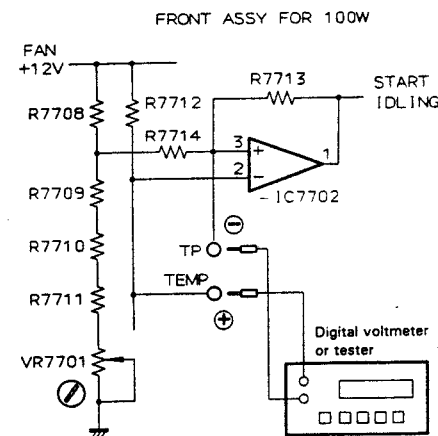 FRONT ASSY FOR 100W
FAN
+12V
R7713
START
IDLING
R7712
R7708
R7714
3
+
1
2
−
IC7702
R7709
−
TP
R7710
TEMP
+
R7711
Digital voltmeter
or tester
VR7701